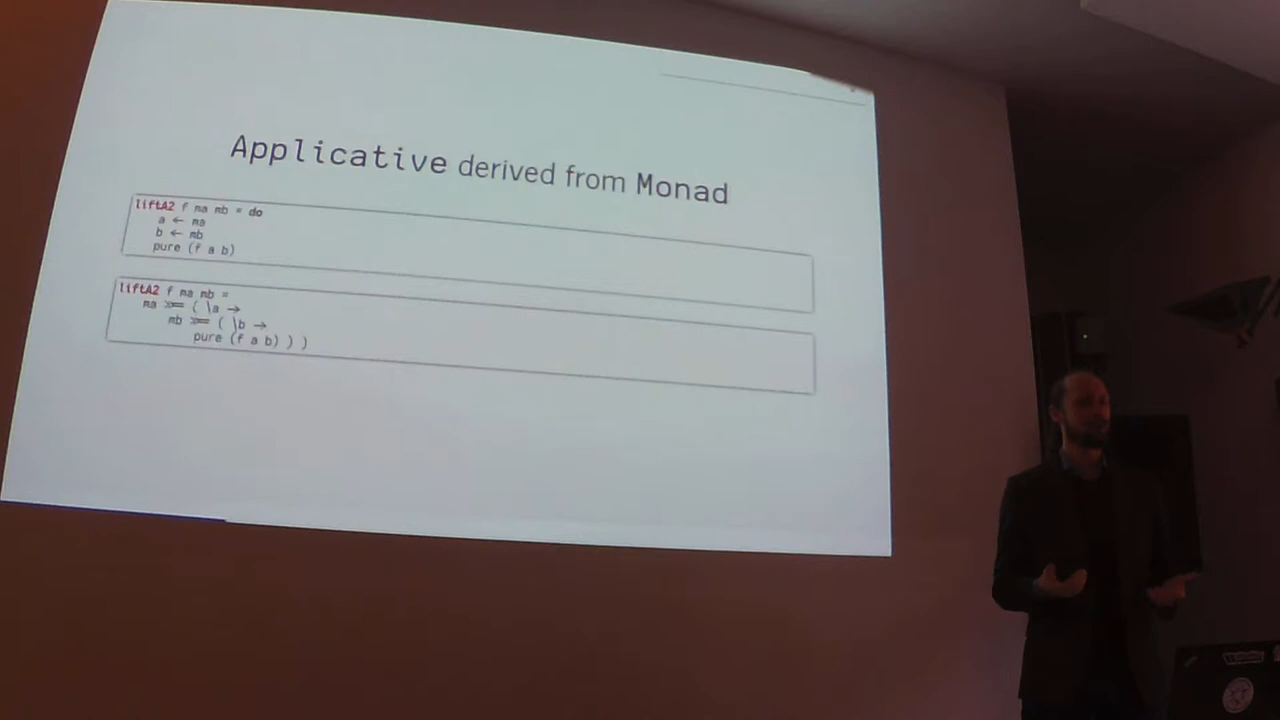 Applicative derived from Monad
liftA2 f ma mb = do
a ← ma
b ← mb
pure (f a b)
liftA2 f ma mb =
ma >>= ( \a →
mb >>= ( \b →
pure (f a b) ) )